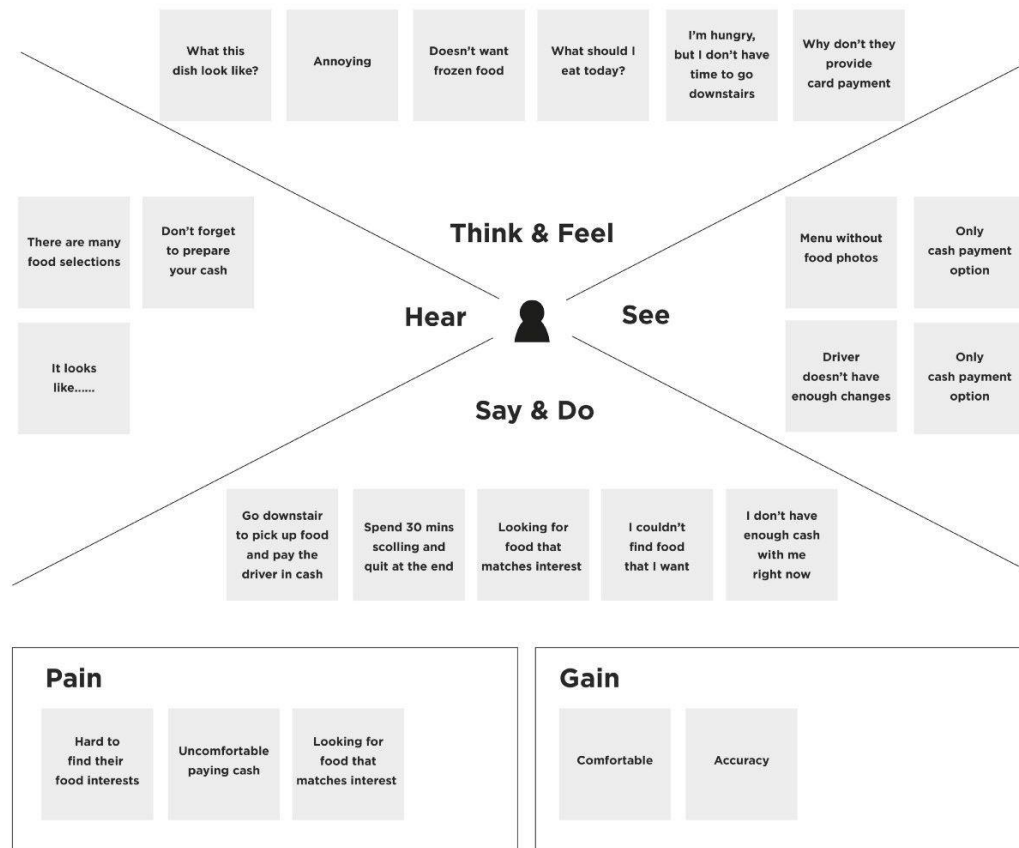 What this
dish look like?
Annoying
Doesn't want
frozen food
What should I
eat today?
I'm hungry,
but I don't have
time to go
downstairs
Why don't they
provide
card payment
Think & Feel
There are many
food selections
Don't forget
to prepare
your cash
It looks
like......
Hear
See
Menu without
food photos
Only
cash payment
option
Driver
doesn't have
enough changes
Only
cash payment
option
Say & Do
Go downstair
to pick up food
and pay the
driver in cash
Spend 30 mins
scolling and
quit at the end
Looking for
food that
matches interest
I couldn't
find food
that I want
I don't have
enough cash
with me
right now
Pain
Hard to
find their
food interests
Uncomfortable
paying cash
Looking for
food that
matches interest
Gain
Comfortable
Accuracy